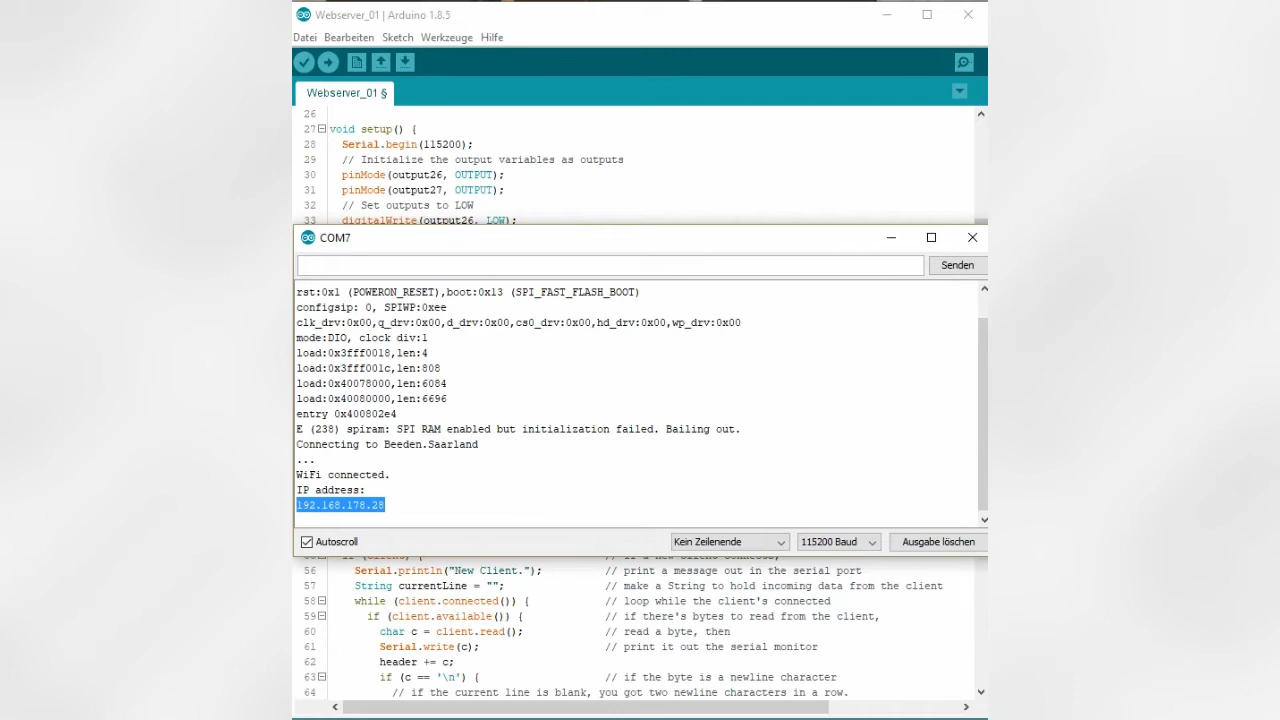 Webserver_01 | Arduino 1.8.5
Datei Bearbeiten Sketch Werkzeuge Hilfe
Webserver_01 §
26
27 void setup() {
28 Serial.begin(115200);
29 // Initialize the output variables as outputs
30 pinMode(output26, OUTPUT);
31 pinMode(output27, OUTPUT);
32 // Set outputs to LOW
33 digitalWrite(output26, LOW);
COM7
Senden
rst:0x1 (POWERON_RESET),boot:0x13 (SPI_FAST_FLASH_BOOT)
configsip: 0, SPIWP:0xee
clk_drv:0x00,q_drv:0x00,d_drv:0x00,cs0_drv:0x00,hd_drv:0x00,wp_drv:0x00
mode:DIO, clock div:1
load:0x3fff0018,len:4
load:0x3fff001c,len:808
load:0x40078000,len:6084
load:0x40080000,len:6696
entry 0x400802e4
E (238) spiram: SPI RAM enabled but initialization failed. Bailing out.
Connecting to Beeden.Saarland
...
WiFi connected.
IP address:
192.168.178.28
Autoscroll Kein Zeilenende 115200 Baud Ausgabe löschen
if (client) { // if a new client connects,
56 Serial.println("New Client."); // print a message out in the serial port
57 String currentLine = ""; // make a String to hold incoming data from the client
58 while (client.connected()) { // loop while the client's connected
59 if (client.available()) { // if there's bytes to read from the client,
60 char c = client.read(); // read a byte, then
61 Serial.write(c); // print it out the serial monitor
62 header += c;
63 if (c == '\n') { // if the byte is a newline character
64 // if the current line is blank, you got two newline characters in a row.